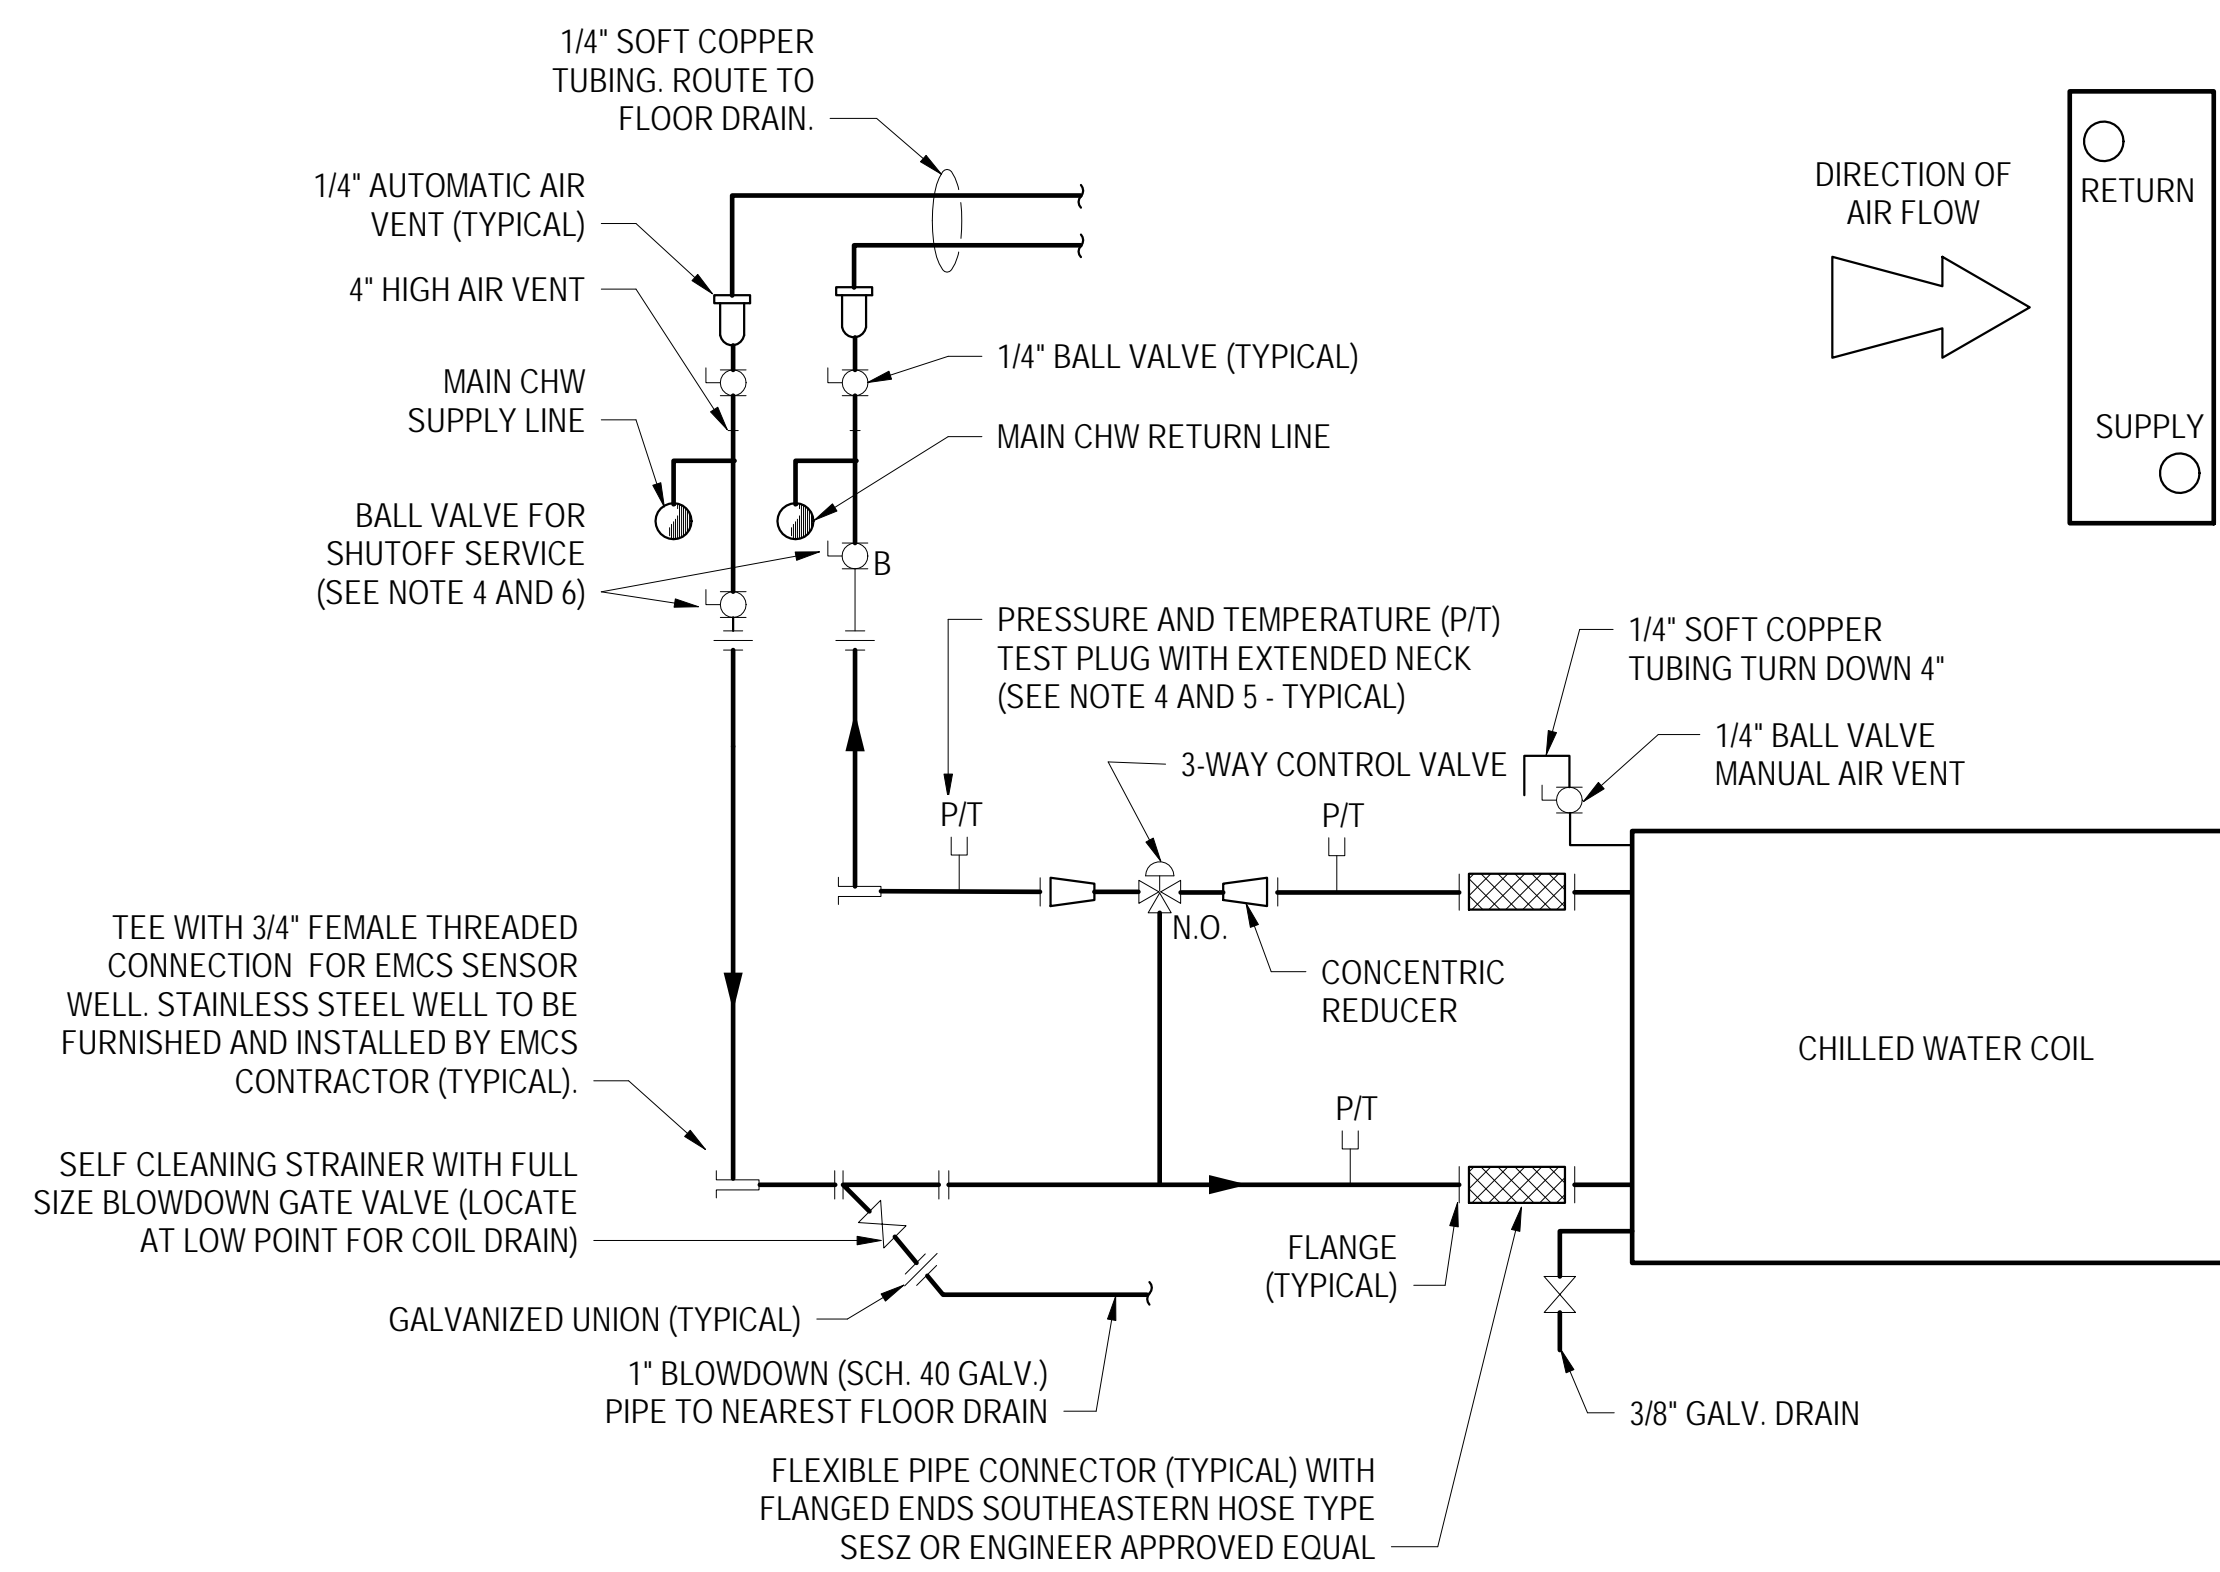 1/4" SOFT COPPER
TUBING. ROUTE TO
FLOOR DRAIN.
1/4" AUTOMATIC AIR
VENT (TYPICAL)
4" HIGH AIR VENT
MAIN CHW
SUPPLY LINE
BALL VALVE FOR
SHUTOFF SERVICE
(SEE NOTE 4 AND 6)
1/4" BALL VALVE (TYPICAL)
MAIN CHW RETURN LINE
B
DIRECTION OF
AIR FLOW
RETURN
SUPPLY
PRESSURE AND TEMPERATURE (P/T)
TEST PLUG WITH EXTENDED NECK
(SEE NOTE 4 AND 5 - TYPICAL)
1/4" SOFT COPPER
TUBING TURN DOWN 4"
1/4" BALL VALVE
MANUAL AIR VENT
3-WAY CONTROL VALVE
P/T
P/T
N.O.
CONCENTRIC
REDUCER
CHILLED WATER COIL
TEE WITH 3/4" FEMALE THREADED
CONNECTION FOR EMCS SENSOR
WELL. STAINLESS STEEL WELL TO BE
FURNISHED AND INSTALLED BY EMCS
CONTRACTOR (TYPICAL).
P/T
SELF CLEANING STRAINER WITH FULL
SIZE BLOWDOWN GATE VALVE (LOCATE
AT LOW POINT FOR COIL DRAIN)
FLANGE
(TYPICAL)
GALVANIZED UNION (TYPICAL)
1" BLOWDOWN (SCH. 40 GALV.)
PIPE TO NEAREST FLOOR DRAIN
3/8" GALV. DRAIN
FLEXIBLE PIPE CONNECTOR (TYPICAL) WITH
FLANGED ENDS SOUTHEASTERN HOSE TYPE
SESZ OR ENGINEER APPROVED EQUAL